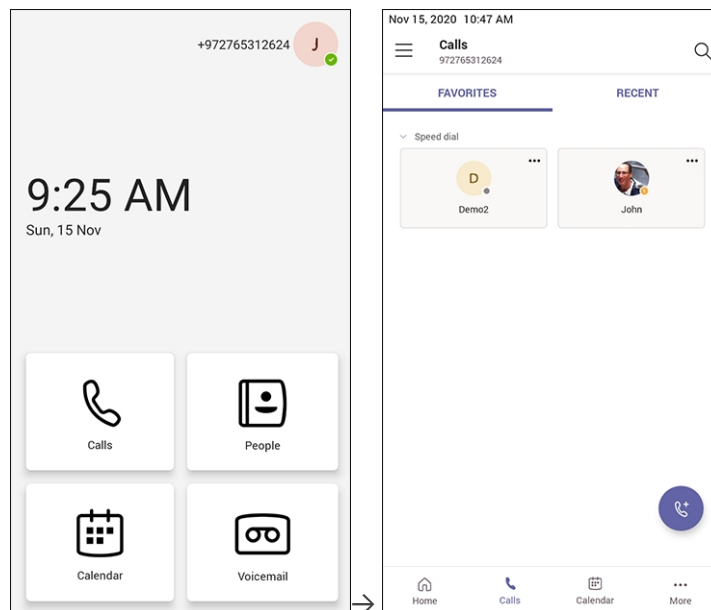 +972765312624
J
9:25 AM
Sun, 15 Nov
Calls
People
Calendar
Voicemail
Nov 15, 2020 10:47 AM
Calls
972765312624
FAVORITES
RECENT
Speed dial
D
Demo2
John
Home
Calls
Calendar
More